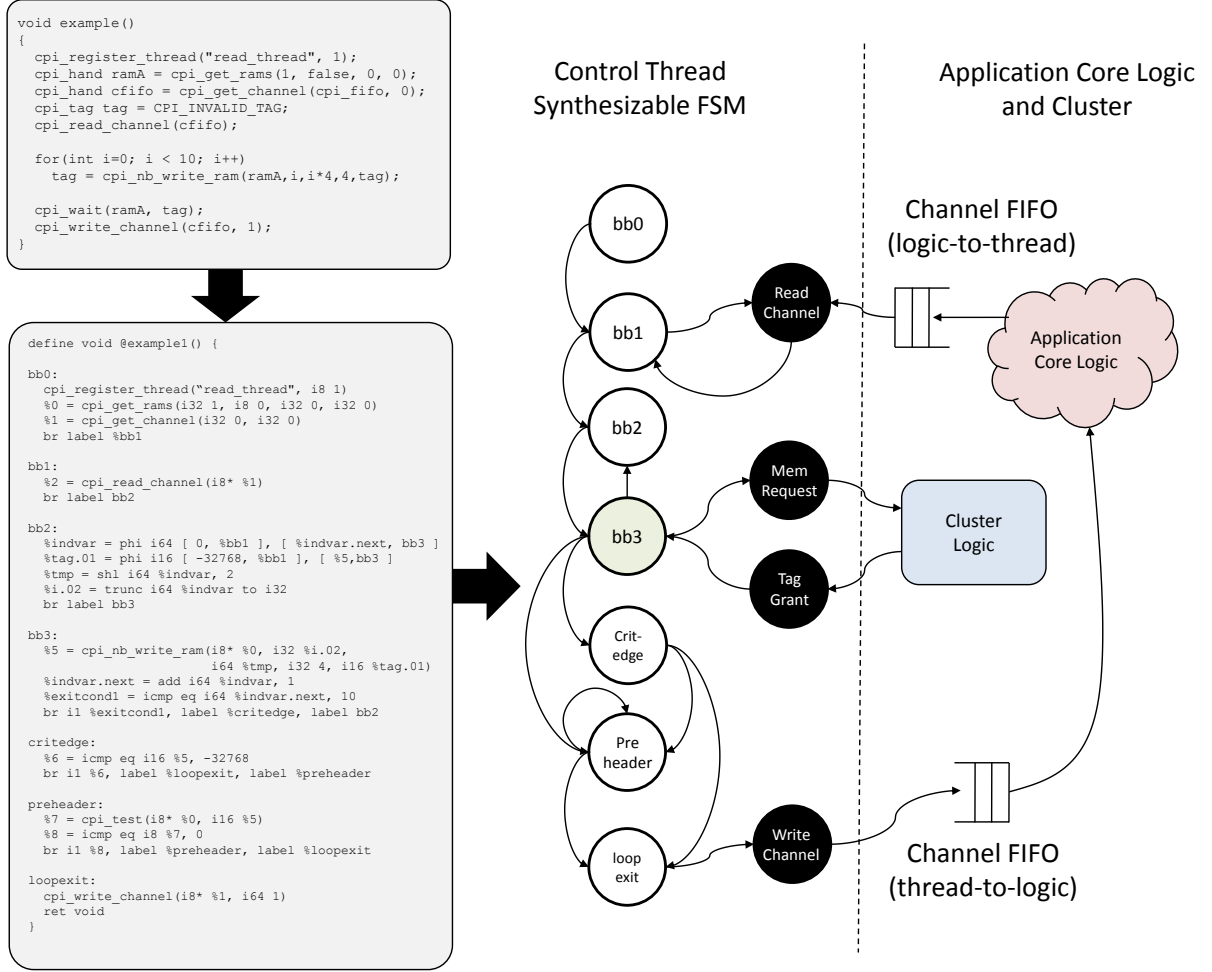 void example()
{
cpi_register_thread("read_thread", 1);
cpi_hand ramA = cpi_get_rams(1, false, 0, 0);
cpi_hand cfifo = cpi_get_channel(cpi_fifo, 0);
cpi_tag tag = CPI_INVALID_TAG;
cpi_read_channel(cfifo);
for(int i=0; i < 10; i++)
tag = cpi_nb_write_ram(ramA,i,i*4,4,tag);
cpi_wait(ramA, tag);
cpi_write_channel(cfifo, 1);
}
define void @example1() {
bb0:
cpi_register_thread("read_thread", i8 1)
%0 = cpi_get_rams(i32 1, i8 0, i32 0, i32 0)
%1 = cpi_get_channel(i32 0, i32 0)
br label %bb1
bb1:
%2 = cpi_read_channel(i8* %1)
br label bb2
bb2:
%indvar = phi i64 [ 0, %bb1 ], [ %indvar.next, bb3 ]
%tag.01 = phi i16 [ -32768, %bb1 ], [ %5,bb3 ]
%tmp = shl i64 %indvar, 2
%i.02 = trunc i64 %indvar to i32
br label bb3
bb3:
%5 = cpi_nb_write_ram(i8* %0, i32 %i.02,
i64 %tmp, i32 4, i16 %tag.01)
%indvar.next = add i64 %indvar, 1
%exitcond1 = icmp eq i64 %indvar.next, 10
br i1 %exitcond1, label %critedge, label bb2
critedge:
%6 = icmp eq i16 %5, -32768
br i1 %6, label %loopexit, label %preheader
preheader:
%7 = cpi_test(i8* %0, i16 %5)
%8 = icmp eq i8 %7, 0
br i1 %8, label %preheader, label %loopexit
loopexit:
cpi_write_channel(i8* %1, i64 1)
ret void
}
Control Thread
Synthesizable FSM
bb0
bb1
bb2
bb3
Crit-
edge
Pre
header
loop
exit
Read
Channel
Mem
Request
Tag
Grant
Write
Channel
Application Core Logic
and Cluster
Channel FIFO
(logic-to-thread)
Application
Core Logic
Cluster
Logic
Channel FIFO
(thread-to-logic)